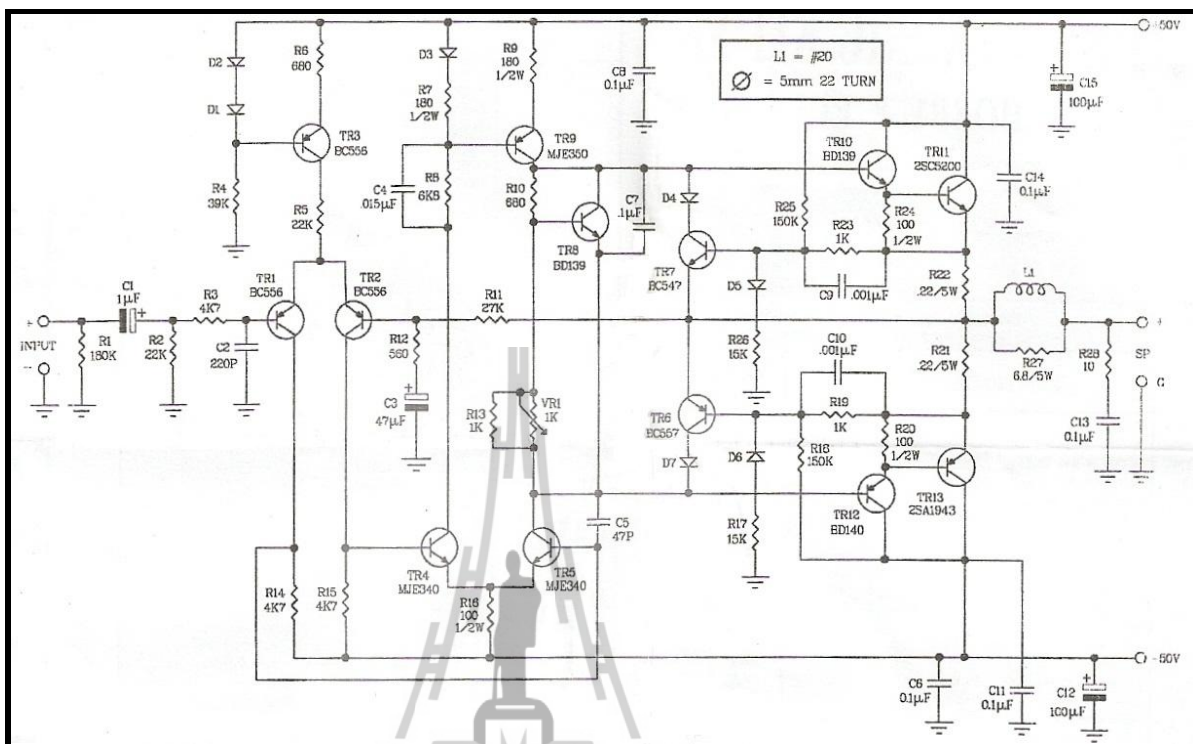 +50V
L1 = #20
Ø = 5mm 22 TURN
D2
D1
R6
680
D3
R7
180
1/2W
R9
180
1/2W
C8
0.1µF
C15
100µF
TR3
BC556
R4
39K
R5
22K
C4
.015µF
R8
6K8
TR9
MJE350
R10
680
TR8
BD139
C7
.1µF
D4
TR7
BC547
TR10
BD139
TR11
2SC5200
C14
0.1µF
R25
150K
R23
1K
R24
100
1/2W
C9
.001µF
D5
R22
.22/5W
L1
TR1
BC556
TR2
BC556
C1
1µF
+
R3
4K7
+
INPUT
-
R1
180K
R2
22K
C2
220P
R11
27K
R12
560
+
C3
47µF
R26
15K
C10
.001µF
R21
.22/5W
R27
6.8/5W
R28
10
+
SP
G
C13
0.1µF
R13
1K
VR1
1K
TR6
BC557
D7
D6
R19
1K
R18
150K
R20
100
1/2W
TR12
BD140
TR13
2SA1943
R17
15K
C5
47P
TR4
MJE340
TR5
MJE340
R14
4K7
R15
4K7
R16
100
1/2W
-50V
C6
0.1µF
C11
0.1µF
C12
100µF